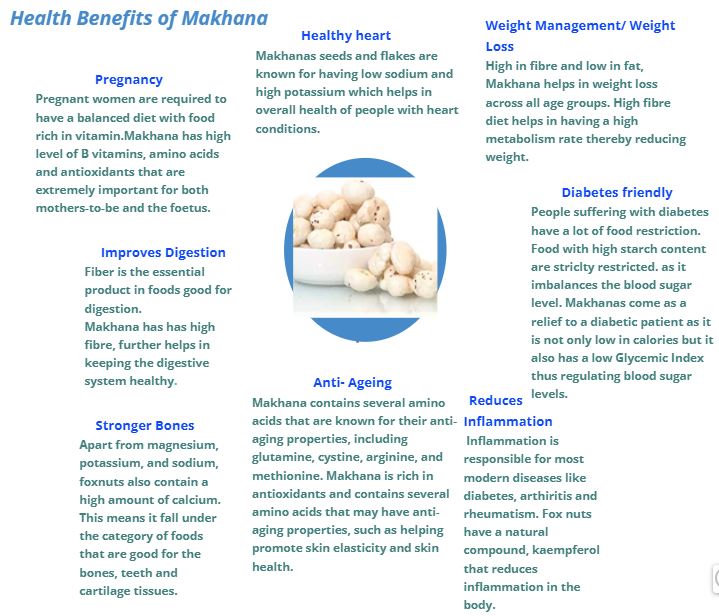 Health Benefits of Makhana
Healthy heart
Makhanas seeds and flakes are
known for having low sodium and
high potassium which helps in
overall health of people with heart
conditions.
Weight Management/ Weight
Loss
High in fibre and low in fat,
Makhana helps in weight loss
across all age groups. High fibre
diet helps in having a high
metabolism rate thereby reducing
weight.
Pregnancy
Pregnant women are required to
have a balanced diet with food
rich in vitamin.Makhana has high
level of B vitamins, amino acids
and antioxidants that are
extremely important for both
mothers-to-be and the foetus.
Diabetes friendly
People suffering with diabetes
have a lot of food restriction.
Food with high starch content
are striclty restricted. as it
imbalances the blood sugar
level. Makhanas come as a
relief to a diabetic patient as it
is not only low in calories but it
also has a low Glycemic Index
thus regulating blood sugar
levels.
Improves Digestion
Fiber is the essential
product in foods good for
digestion.
Makhana has has high
fibre, further helps in
keeping the digestive
system healthy.
Anti- Ageing
Makhana contains several amino
acids that are known for their anti-
aging properties, including
glutamine, cystine, arginine, and
methionine. Makhana is rich in
antioxidants and contains several
amino acids that may have anti-
aging properties, such as helping
promote skin elasticity and skin
health.
Reduces
Inflammation
Inflammation is
responsible for most
modern diseases like
diabetes, arthiritis and
rheumatism. Fox nuts
have a natural
compound, kaempferol
that reduces
inflammation in the
body.
Stronger Bones
Apart from magnesium,
potassium, and sodium,
foxnuts also contain a
high amount of calcium.
This means it fall under
the category of foods
that are good for the
bones, teeth and
cartilage tissues.